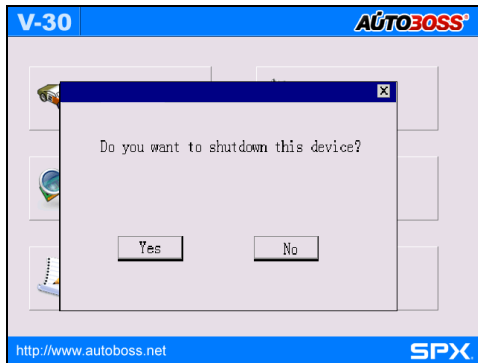 V-30
AUTOBOSS®
Do you want to shutdown this device?
Yes
No
http://www.autoboss.net
SPX